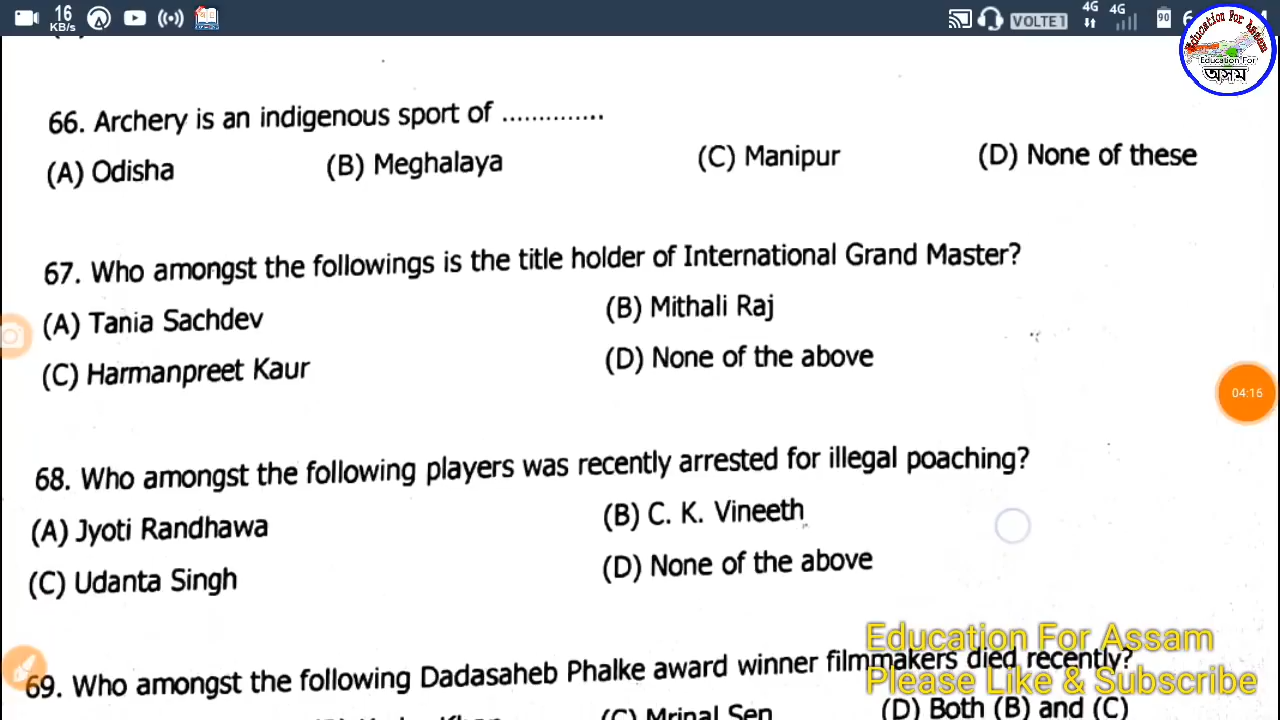 16
KB/s
VOLTE 1
4G 4G
90
6
Education For Assam
Education For
অসম
66. Archery is an indigenous sport of ..............
(A) Odisha (B) Meghalaya (C) Manipur (D) None of these
67. Who amongst the followings is the title holder of International Grand Master?
(A) Tania Sachdev (B) Mithali Raj
(C) Harmanpreet Kaur (D) None of the above
04:16
68. Who amongst the following players was recently arrested for illegal poaching?
(A) Jyoti Randhawa (B) C. K. Vineeth
(C) Udanta Singh (D) None of the above
Education For Assam
Please Like & Subscribe
69. Who amongst the following Dadasaheb Phalke award winner filmmakers died recently?
(C) Mrinal Sen (D) Both (B) and (C)